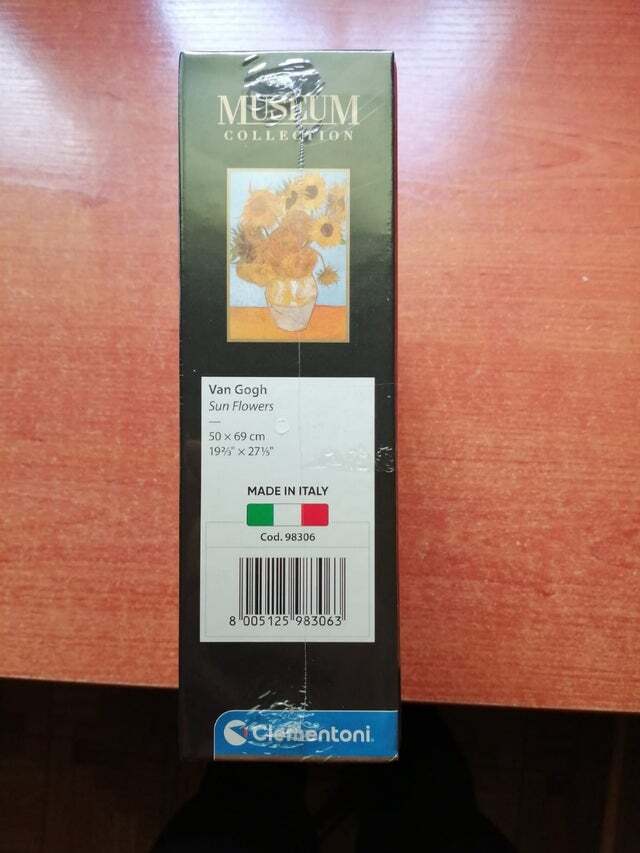 MUSEUM
COLLECTION
Van Gogh
Sun Flowers
50 × 69 cm
19⅔" × 27⅕"
MADE IN ITALY
Cod. 98306
8 005125 983063
Clementoni.